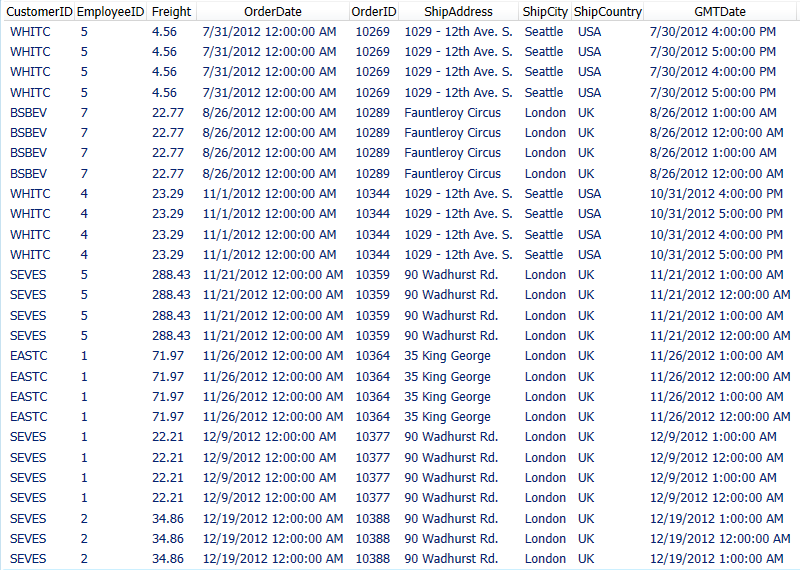 CustomerID EmployeeID Freight OrderDate OrderID ShipAddress ShipCity ShipCountry GMTDate
WHITC 5 4.56 7/31/2012 12:00:00 AM 10269 1029 - 12th Ave. S. Seattle USA 7/30/2012 4:00:00 PM
WHITC 5 4.56 7/31/2012 12:00:00 AM 10269 1029 - 12th Ave. S. Seattle USA 7/30/2012 5:00:00 PM
WHITC 5 4.56 7/31/2012 12:00:00 AM 10269 1029 - 12th Ave. S. Seattle USA 7/30/2012 4:00:00 PM
WHITC 5 4.56 7/31/2012 12:00:00 AM 10269 1029 - 12th Ave. S. Seattle USA 7/30/2012 5:00:00 PM
BSBEV 7 22.77 8/26/2012 12:00:00 AM 10289 Fauntleroy Circus London UK 8/26/2012 1:00:00 AM
BSBEV 7 22.77 8/26/2012 12:00:00 AM 10289 Fauntleroy Circus London UK 8/26/2012 12:00:00 AM
BSBEV 7 22.77 8/26/2012 12:00:00 AM 10289 Fauntleroy Circus London UK 8/26/2012 1:00:00 AM
BSBEV 7 22.77 8/26/2012 12:00:00 AM 10289 Fauntleroy Circus London UK 8/26/2012 12:00:00 AM
WHITC 4 23.29 11/1/2012 12:00:00 AM 10344 1029 - 12th Ave. S. Seattle USA 10/31/2012 4:00:00 PM
WHITC 4 23.29 11/1/2012 12:00:00 AM 10344 1029 - 12th Ave. S. Seattle USA 10/31/2012 5:00:00 PM
WHITC 4 23.29 11/1/2012 12:00:00 AM 10344 1029 - 12th Ave. S. Seattle USA 10/31/2012 4:00:00 PM
WHITC 4 23.29 11/1/2012 12:00:00 AM 10344 1029 - 12th Ave. S. Seattle USA 10/31/2012 5:00:00 PM
SEVES 5 288.43 11/21/2012 12:00:00 AM 10359 90 Wadhurst Rd. London UK 11/21/2012 1:00:00 AM
SEVES 5 288.43 11/21/2012 12:00:00 AM 10359 90 Wadhurst Rd. London UK 11/21/2012 12:00:00 AM
SEVES 5 288.43 11/21/2012 12:00:00 AM 10359 90 Wadhurst Rd. London UK 11/21/2012 1:00:00 AM
SEVES 5 288.43 11/21/2012 12:00:00 AM 10359 90 Wadhurst Rd. London UK 11/21/2012 12:00:00 AM
EASTC 1 71.97 11/26/2012 12:00:00 AM 10364 35 King George London UK 11/26/2012 1:00:00 AM
EASTC 1 71.97 11/26/2012 12:00:00 AM 10364 35 King George London UK 11/26/2012 12:00:00 AM
EASTC 1 71.97 11/26/2012 12:00:00 AM 10364 35 King George London UK 11/26/2012 1:00:00 AM
EASTC 1 71.97 11/26/2012 12:00:00 AM 10364 35 King George London UK 11/26/2012 12:00:00 AM
SEVES 1 22.21 12/9/2012 12:00:00 AM 10377 90 Wadhurst Rd. London UK 12/9/2012 1:00:00 AM
SEVES 1 22.21 12/9/2012 12:00:00 AM 10377 90 Wadhurst Rd. London UK 12/9/2012 12:00:00 AM
SEVES 1 22.21 12/9/2012 12:00:00 AM 10377 90 Wadhurst Rd. London UK 12/9/2012 1:00:00 AM
SEVES 1 22.21 12/9/2012 12:00:00 AM 10377 90 Wadhurst Rd. London UK 12/9/2012 12:00:00 AM
SEVES 2 34.86 12/19/2012 12:00:00 AM 10388 90 Wadhurst Rd. London UK 12/19/2012 1:00:00 AM
SEVES 2 34.86 12/19/2012 12:00:00 AM 10388 90 Wadhurst Rd. London UK 12/19/2012 12:00:00 AM
SEVES 2 34.86 12/19/2012 12:00:00 AM 10388 90 Wadhurst Rd. London UK 12/19/2012 1:00:00 AM